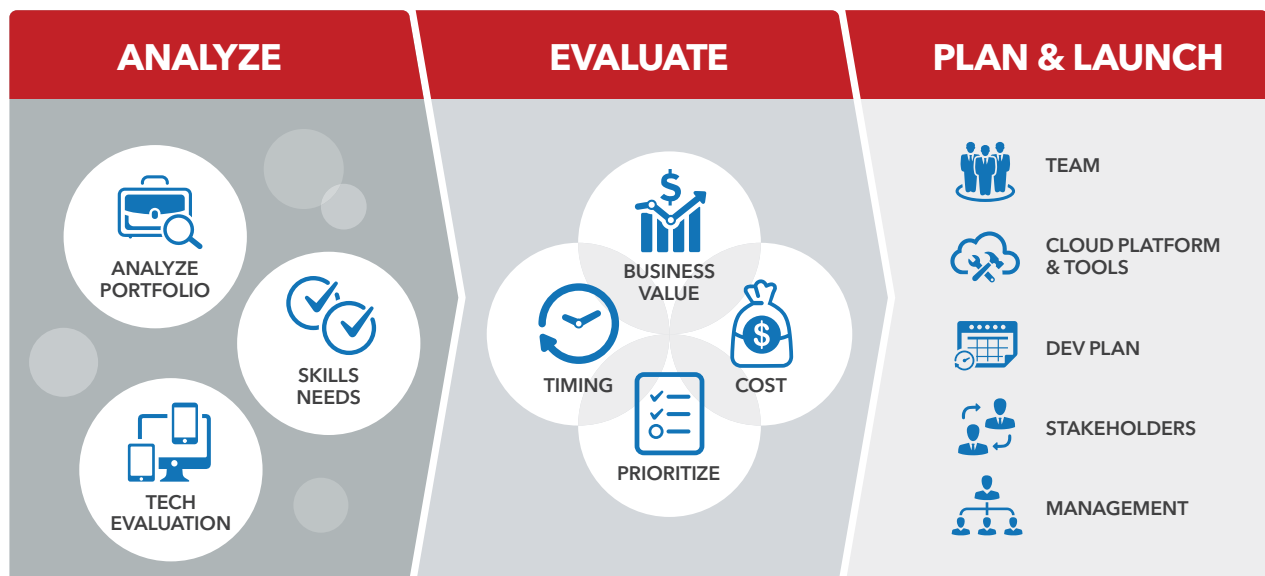 ANALYZE
ANALYZE
PORTFOLIO
SKILLS
NEEDS
TECH
EVALUATION
EVALUATE
$
BUSINESS
VALUE
TIMING
$
COST
PRIORITIZE
PLAN & LAUNCH
TEAM
CLOUD PLATFORM
& TOOLS
DEV PLAN
STAKEHOLDERS
MANAGEMENT